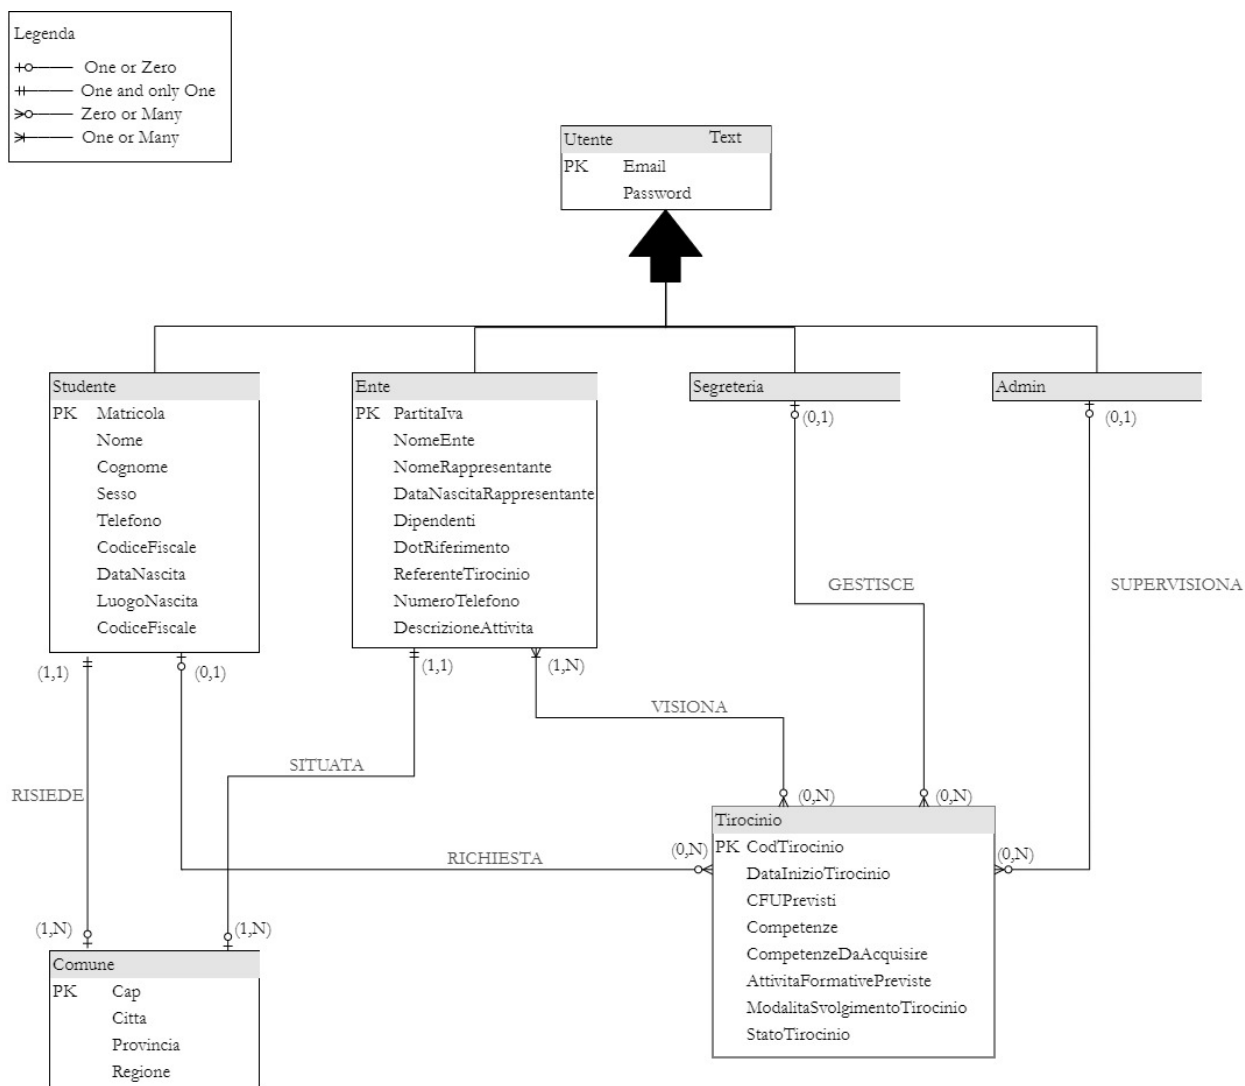 Legenda
One or Zero
One and only One
Zero or Many
One or Many
Utente Text
PK Email
Password
Studente
PK Matricola
Nome
Cognome
Sesso
Telefono
CodiceFiscale
DataNascita
LuogoNascita
CodiceFiscale
Ente
PK PartitaIva
NomeEnte
NomeRappresentante
DataNascitaRappresentante
Dipendenti
DotRiferimento
ReferenteTirocinio
NumeroTelefono
DescrizioneAttivita
Segreteria
Admin
(0,1)
(0,1)
GESTISCE
SUPERVISIONA
(1,1)
(0,1)
(1,1)
(1,N)
VISIONA
SITUATA
RISIEDE
(0,N)
(0,N)
RICHIESTA
(0,N)
(0,N)
Tirocinio
PK CodTirocinio
DataInizioTirocinio
CFUPrevisti
Competenze
CompetenzeDaAcquisire
AttivitaFormativePreviste
ModalitaSvolgimentoTirocinio
StatoTirocinio
(1,N)
(1,N)
Comune
PK Cap
Citta
Provincia
Regione